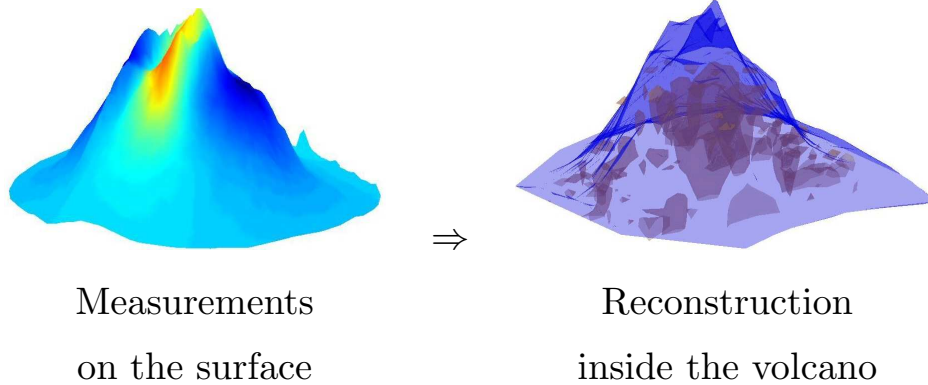 ⇒
Measurements
on the surface
Reconstruction
inside the volcano